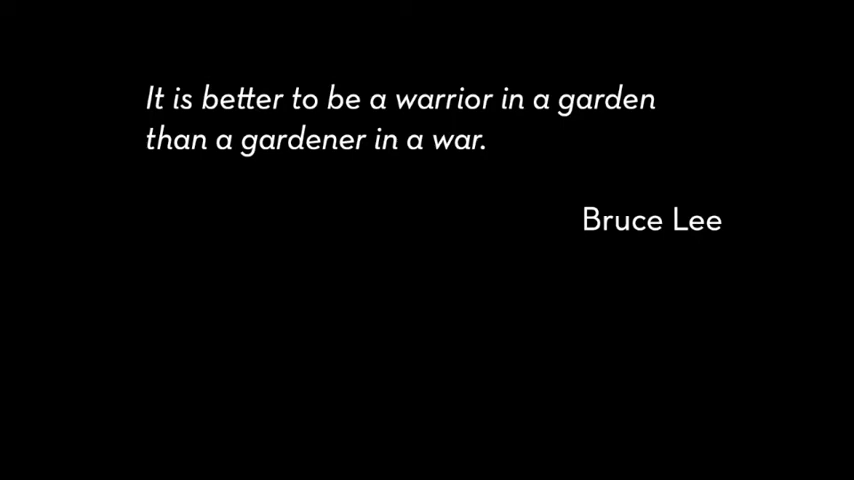 It is better to be a warrior in a garden
than a gardener in a war.
Bruce Lee